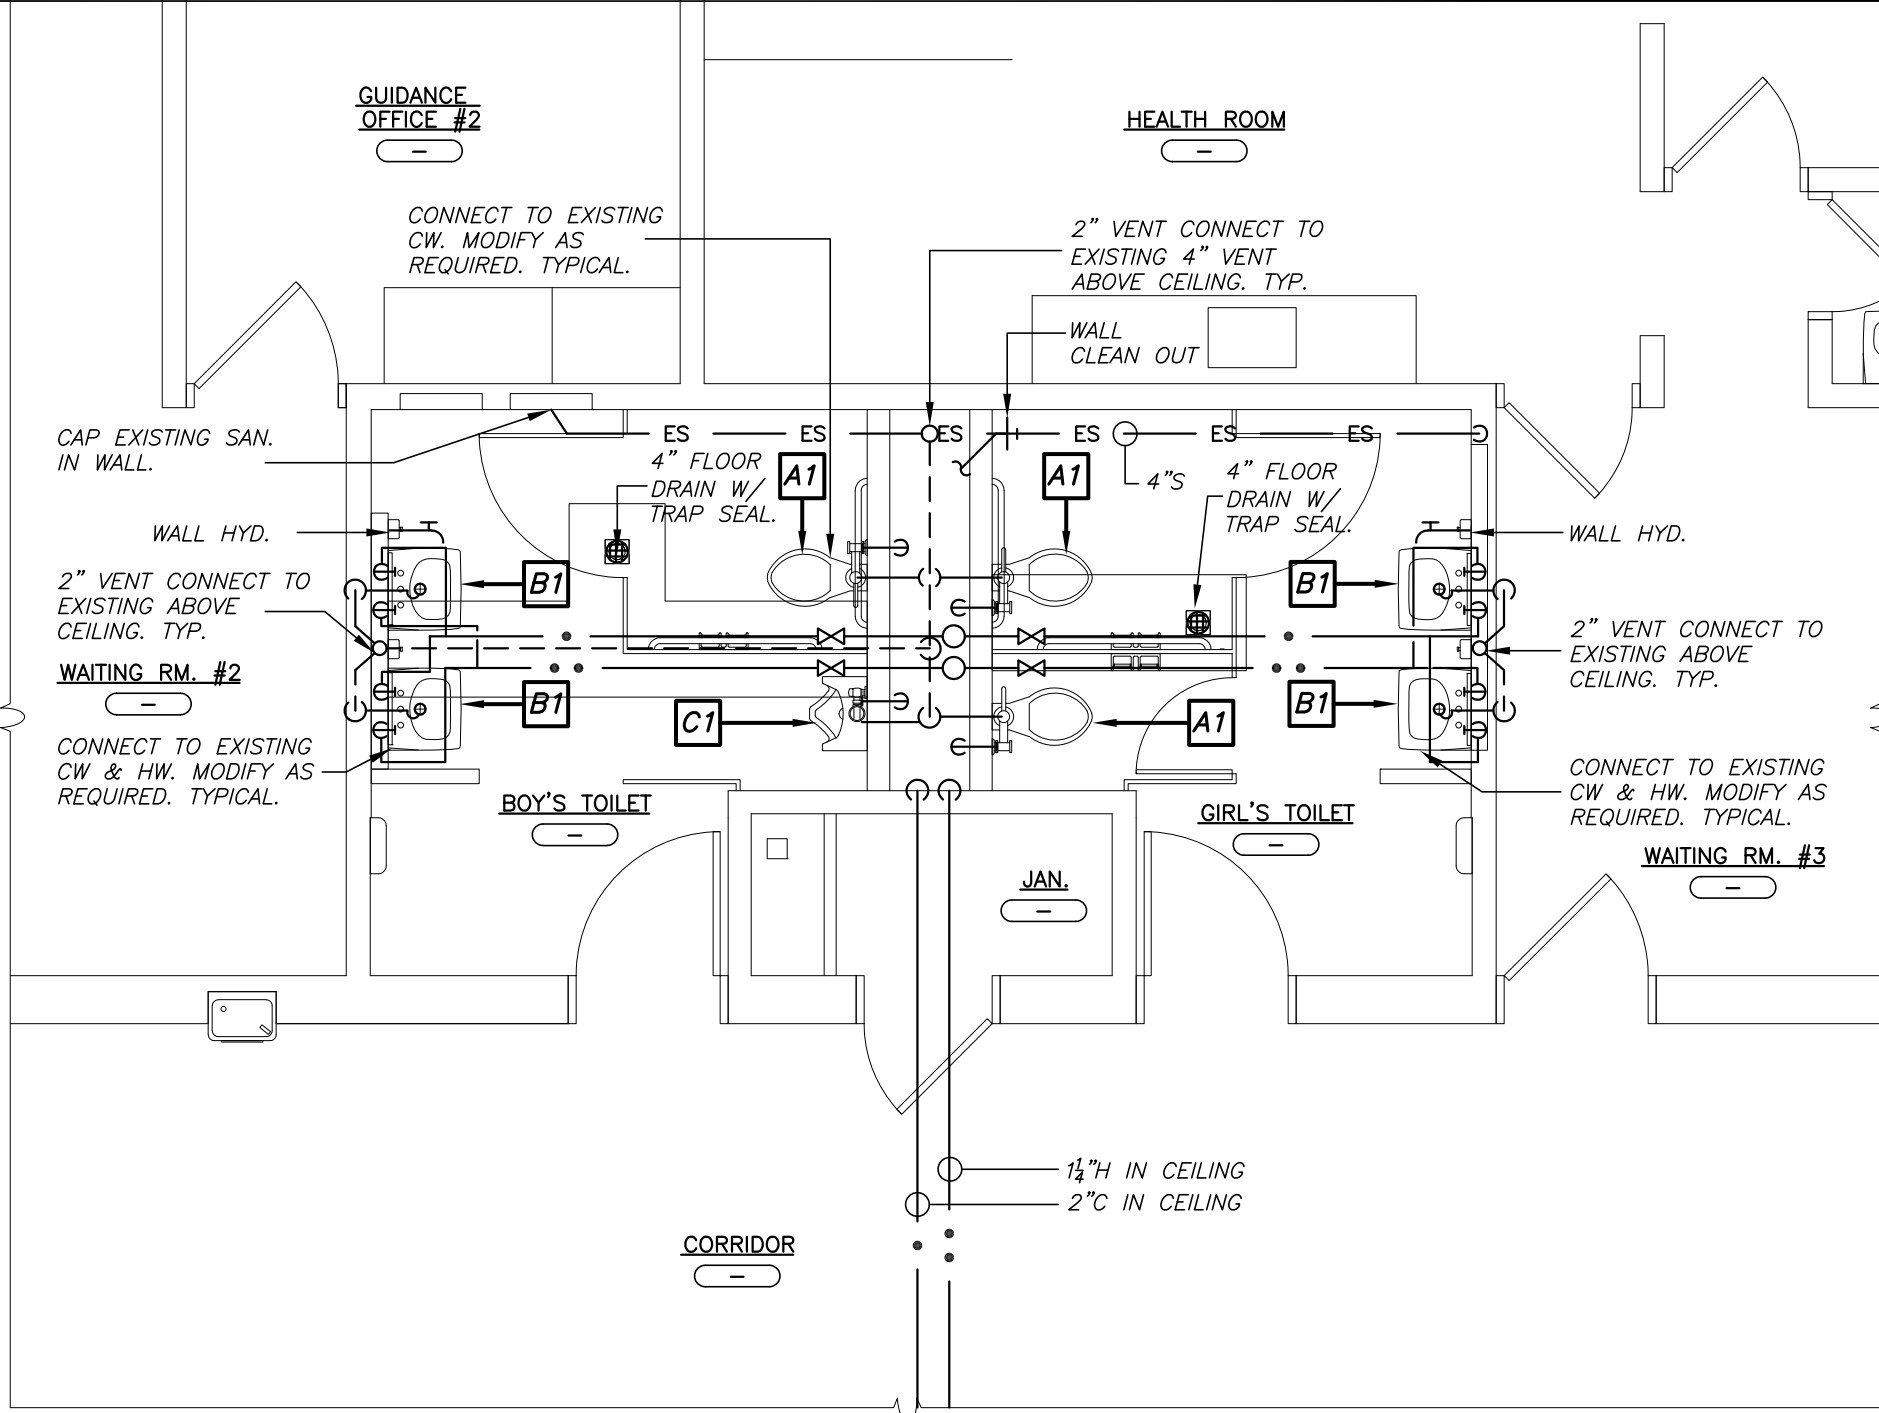 GUIDANCE
OFFICE #2
-
HEALTH ROOM
-
CONNECT TO EXISTING
CW. MODIFY AS
REQUIRED. TYPICAL.
2" VENT CONNECT TO
EXISTING 4" VENT
ABOVE CEILING. TYP.
WALL
CLEAN OUT
CAP EXISTING SAN.
IN WALL.
ES
ES
ES
ES
ES
ES
4" FLOOR
DRAIN W/
TRAP SEAL.
A1
A1
4"S
4" FLOOR
DRAIN W/
TRAP SEAL.
WALL HYD.
WALL HYD.
2" VENT CONNECT TO
EXISTING ABOVE
CEILING. TYP.
B1
B1
2" VENT CONNECT TO
EXISTING ABOVE
CEILING. TYP.
WAITING RM. #2
-
B1
C1
A1
B1
CONNECT TO EXISTING
CW & HW. MODIFY AS
REQUIRED. TYPICAL.
CONNECT TO EXISTING
CW & HW. MODIFY AS
REQUIRED. TYPICAL.
BOY'S TOILET
-
GIRL'S TOILET
-
WAITING RM. #3
-
JAN.
-
1 1/4"H IN CEILING
2"C IN CEILING
CORRIDOR
-